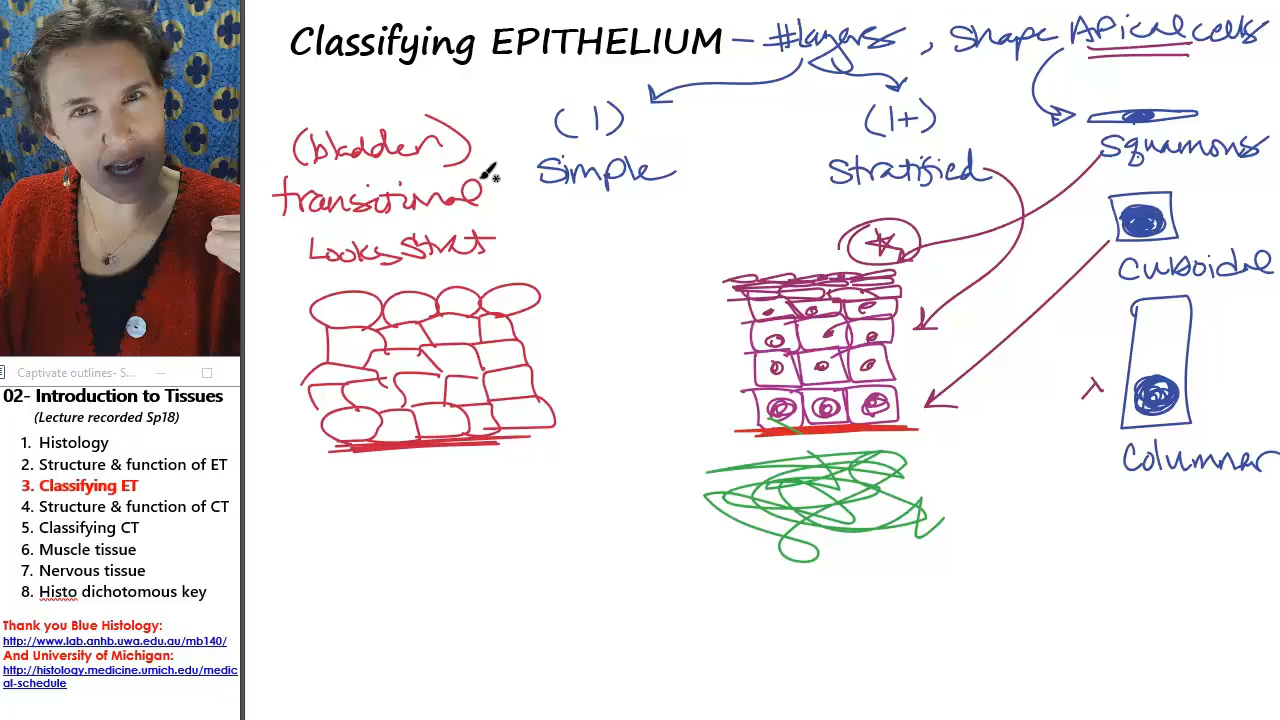 Classifying EPITHELIUM - #layers, shape Apical cells
(1)
(1+)
Simple
Stratified
Squamous
Cuboidal
Columnar
(bladder)
transitional
Looks Strat
Captivate outlines- S...
02- Introduction to Tissues
(Lecture recorded Sp18)
1. Histology
2. Structure & function of ET
3. Classifying ET
4. Structure & function of CT
5. Classifying CT
6. Muscle tissue
7. Nervous tissue
8. Histo dichotomous key
Thank you Blue Histology:
http://www.lab.anhb.uwa.edu.au/mb140/
And University of Michigan:
http://histology.medicine.umich.edu/medic
al-schedule